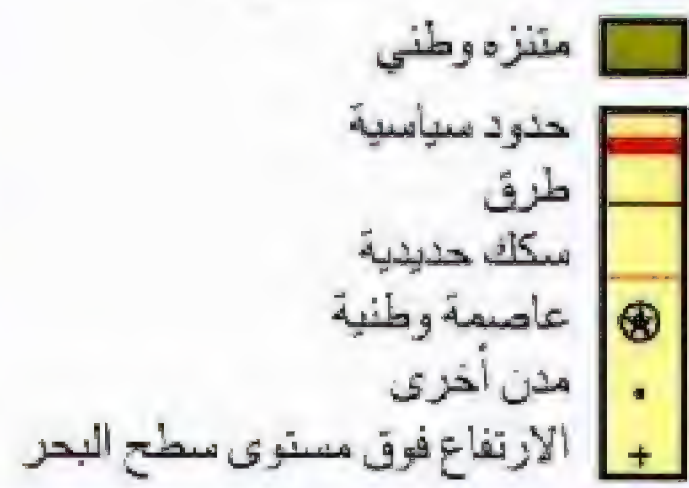 متنزه وطني
حدود سياسية
طرق
سكك حديدية
عاصمة وطنية
مدن أخرى
الارتفاع فوق مستوى سطح البحر